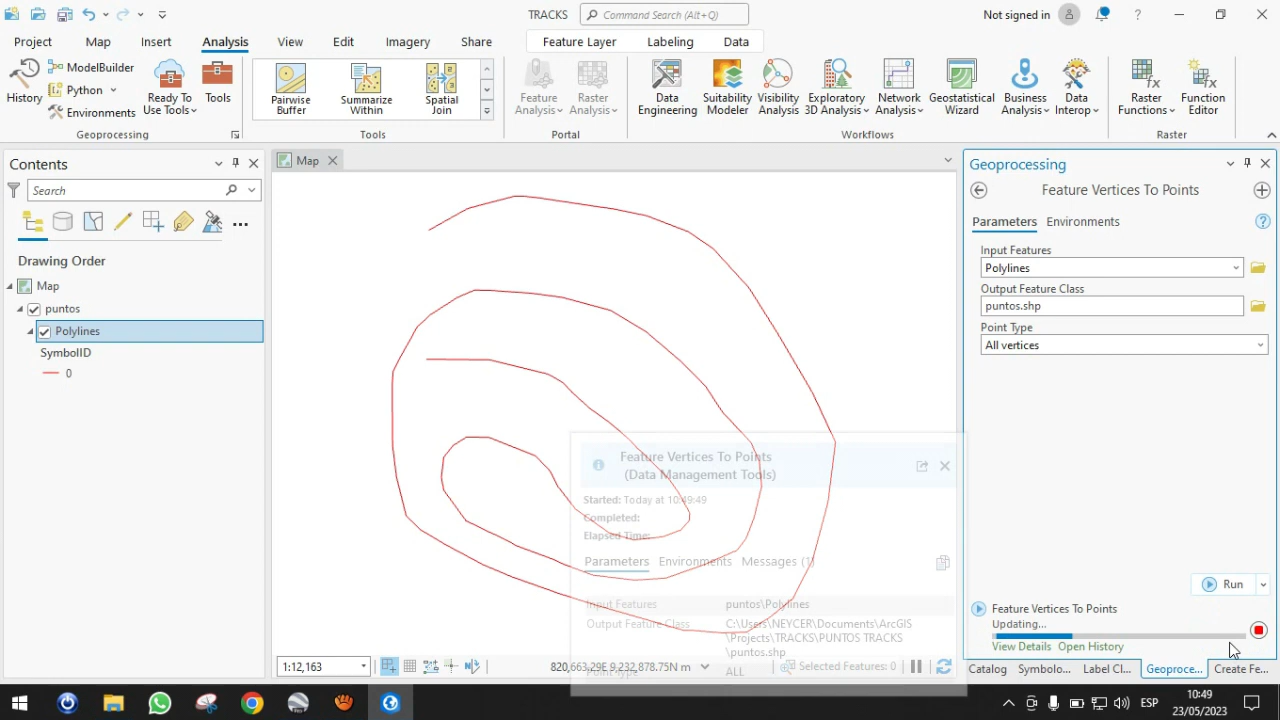 TRACKS
Command Search (Alt+Q)
Not signed in
?
Project
Map
Insert
Analysis
View
Edit
Imagery
Share
Feature Layer
Labeling
Data
History
ModelBuilder
Python
Environments
Ready To
Use Tools
Tools
Geoprocessing
Pairwise
Buffer
Summarize
Within
Spatial
Join
Tools
Feature
Analysis
Raster
Analysis
Portal
Data
Engineering
Suitability
Modeler
Visibility
Analysis
Exploratory
3D Analysis
Network
Analysis
Geostatistical
Wizard
Business
Analysis
Data
Interop
Workflows
Raster
Functions
Function
Editor
Raster
Contents
Search
Drawing Order
Map
puntos
Polylines
SymbolID
0
Map
Feature Vertices To Points
(Data Management Tools)
Started: Today at 10:49:49
Completed:
Elapsed Time:
Parameters
Environments
Messages (1)
Input Features
puntos\Polylines
Output Feature Class
C:\Users\NEYCER\Documents\ArcGIS
\Projects\TRACKS\PUNTOS TRACKS
\puntos.shp
Point Type
ALL
1:12,163
820,663.29E 9,232,878.75N m
Selected Features: 0
Geoprocessing
Feature Vertices To Points
Parameters
Environments
?
Input Features
Polylines
Output Feature Class
puntos.shp
Point Type
All vertices
Run
Feature Vertices To Points
Updating...
View Details
Open History
Catalog
Symbolo...
Label Cl...
Geoproce...
Create Fe...
ESP
10:49
23/05/2023